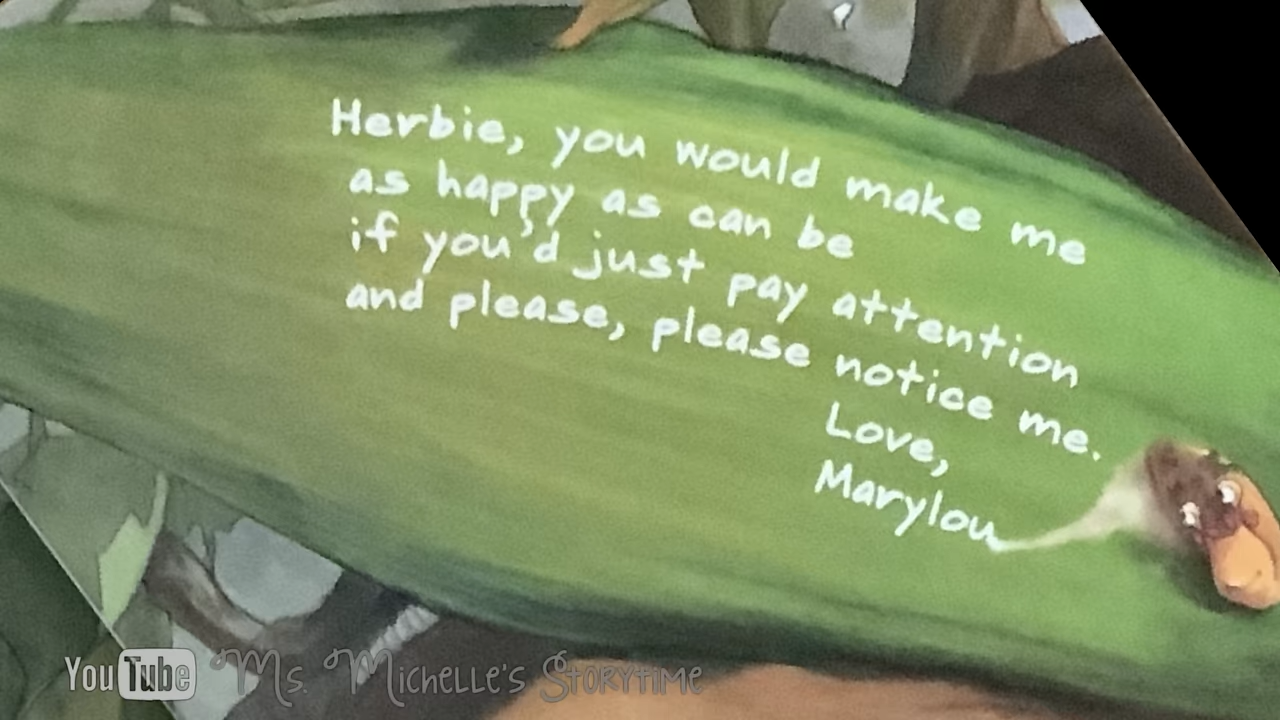 Herbie, you would make me
as happy as can be
if you'd just pay attention
and please, please notice me.
Love,
Marylou
YouTube Ms. Michelle's Storytime